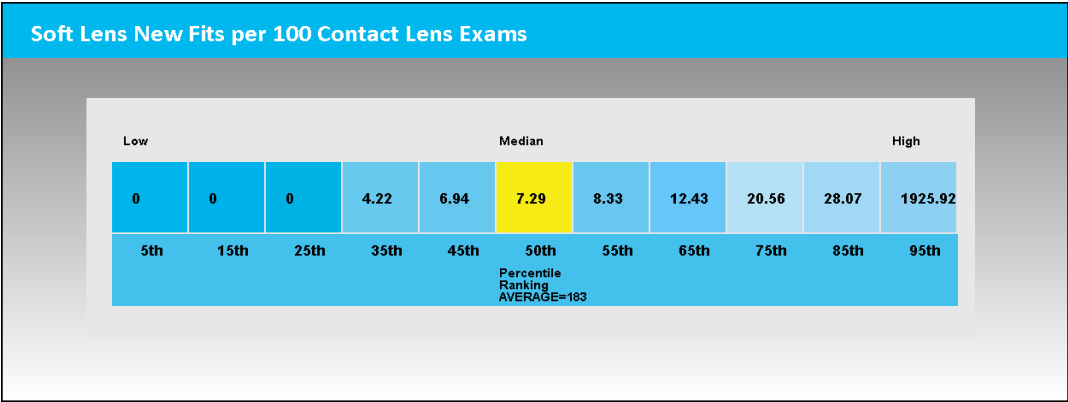 Soft Lens New Fits per 100 Contact Lens Exams
Low Median High
0 0 0 4.22 6.94 7.29 8.33 12.43 20.56 28.07 1925.92
5th 15th 25th 35th 45th 50th 55th 65th 75th 85th 95th
Percentile
Ranking
AVERAGE=183